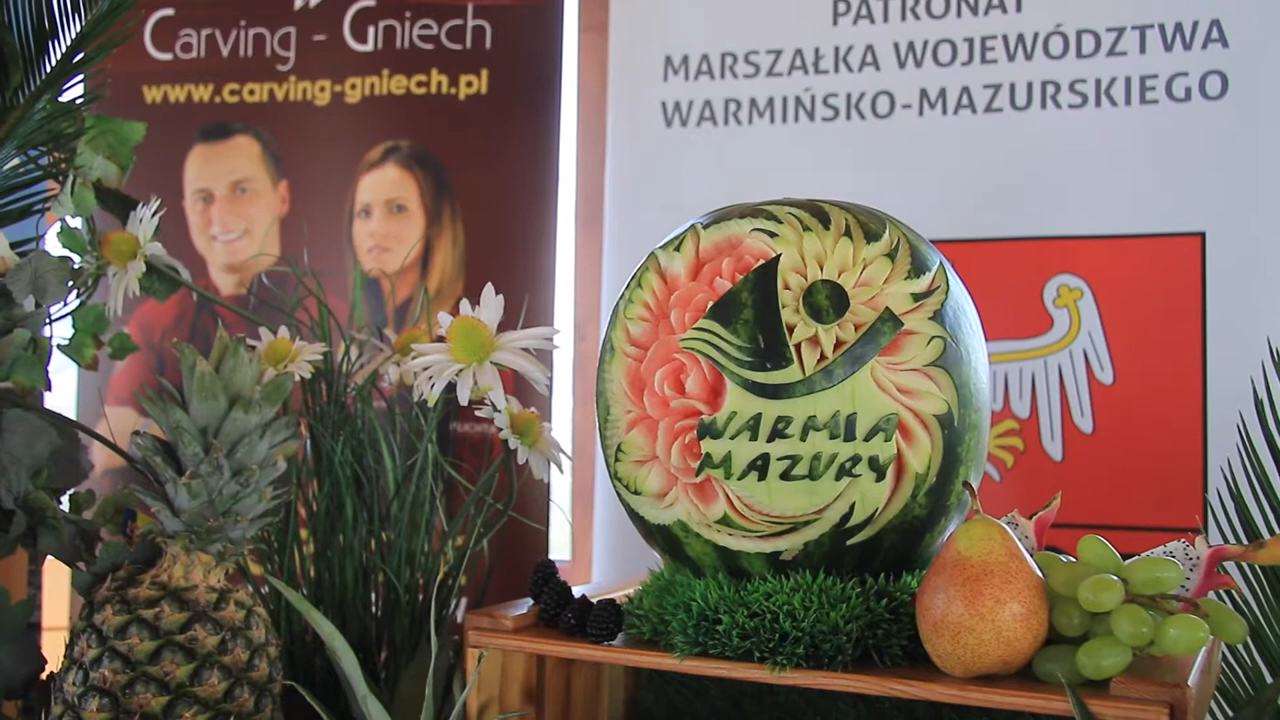 Carving - Gniech
www.carving-gniech.pl
PATRONAT
MARSZAŁKA WOJEWÓDZTWA
WARMIŃSKO-MAZURSKIEGO
WARMIA
MAZURY